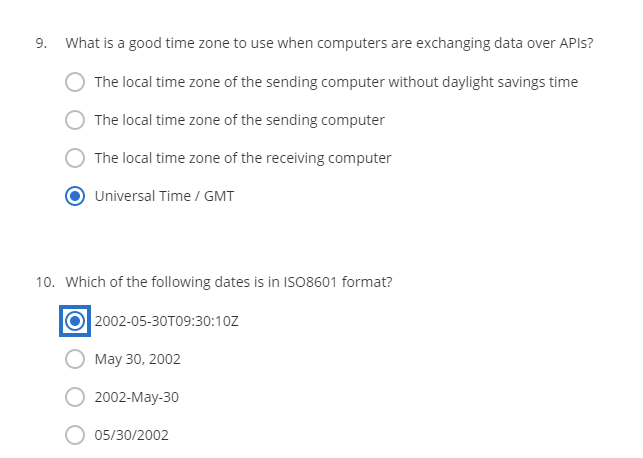 9. What is a good time zone to use when computers are exchanging data over APIs?
The local time zone of the sending computer without daylight savings time
The local time zone of the sending computer
The local time zone of the receiving computer
Universal Time / GMT
10. Which of the following dates is in ISO8601 format?
2002-05-30T09:30:10Z
May 30, 2002
2002-May-30
05/30/2002